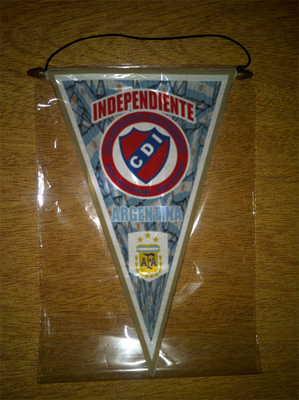 INDEPENDIENTE
CDI
ARGENTINA
AFA